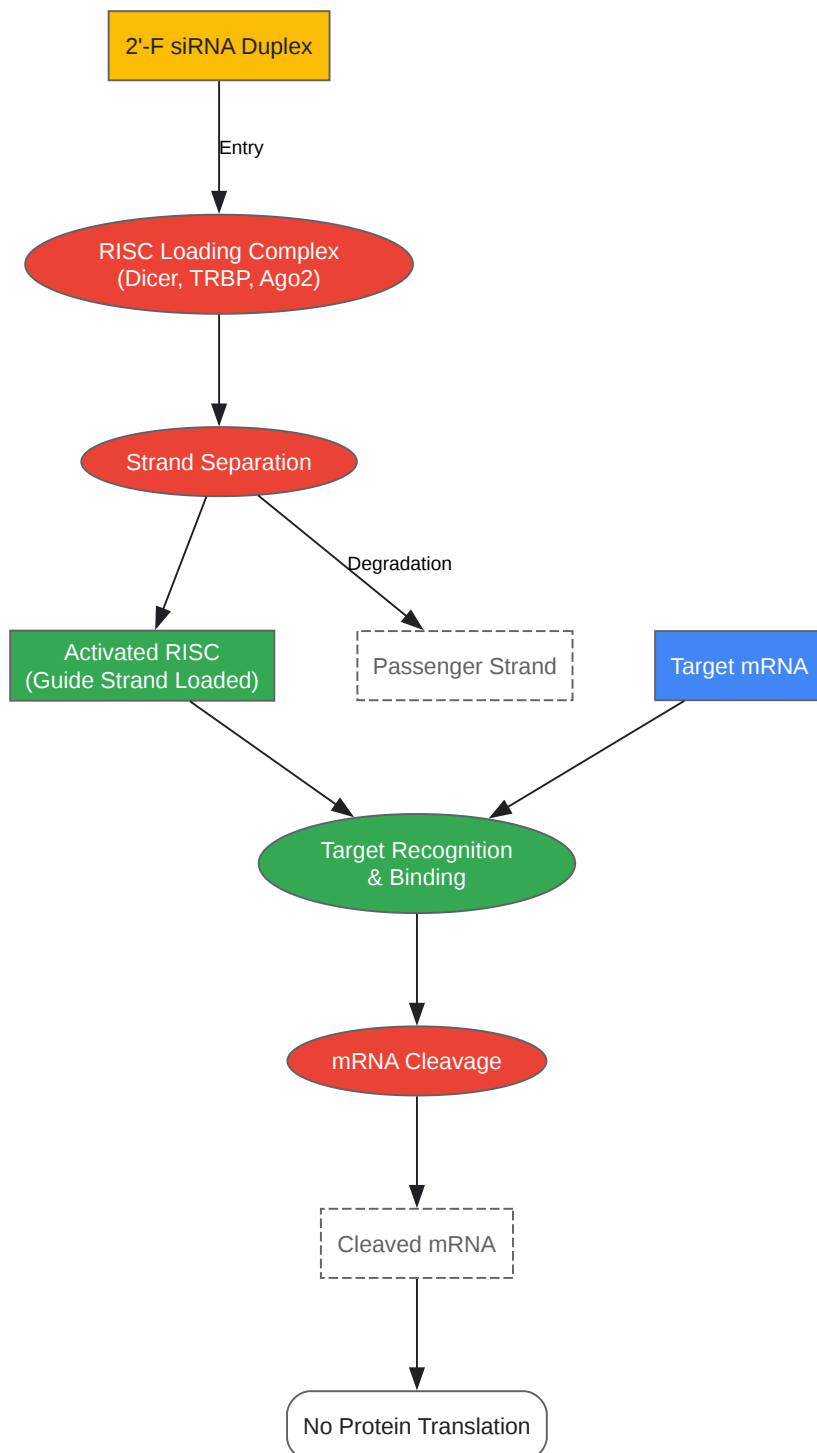 2'-F siRNA Duplex
Entry
RISC Loading Complex
(Dicer, TRBP, Ago2)
Strand Separation
Degradation
Activated RISC
(Guide Strand Loaded)
Passenger Strand
Target mRNA
Target Recognition
& Binding
mRNA Cleavage
Cleaved mRNA
No Protein Translation